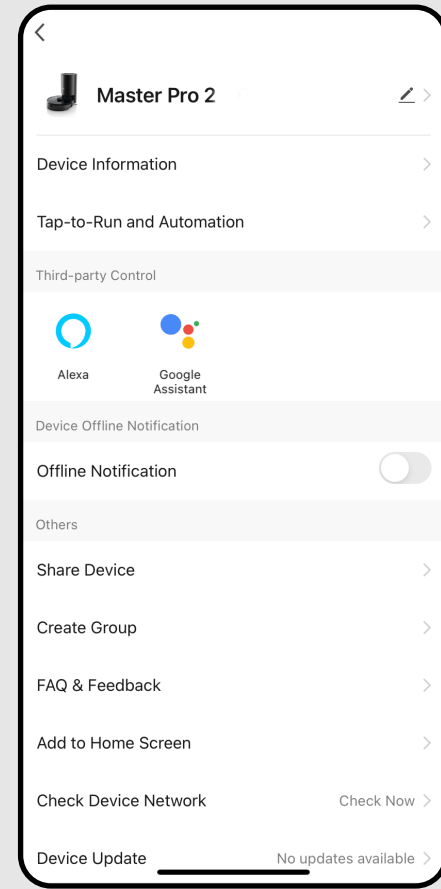 Master Pro 2
Device Information
Tap-to-Run and Automation
Third-party Control
Alexa
Google
Assistant
Device Offline Notification
Offline Notification
Others
Share Device
Create Group
FAQ & Feedback
Add to Home Screen
Check Device Network Check Now
Device Update No updates available